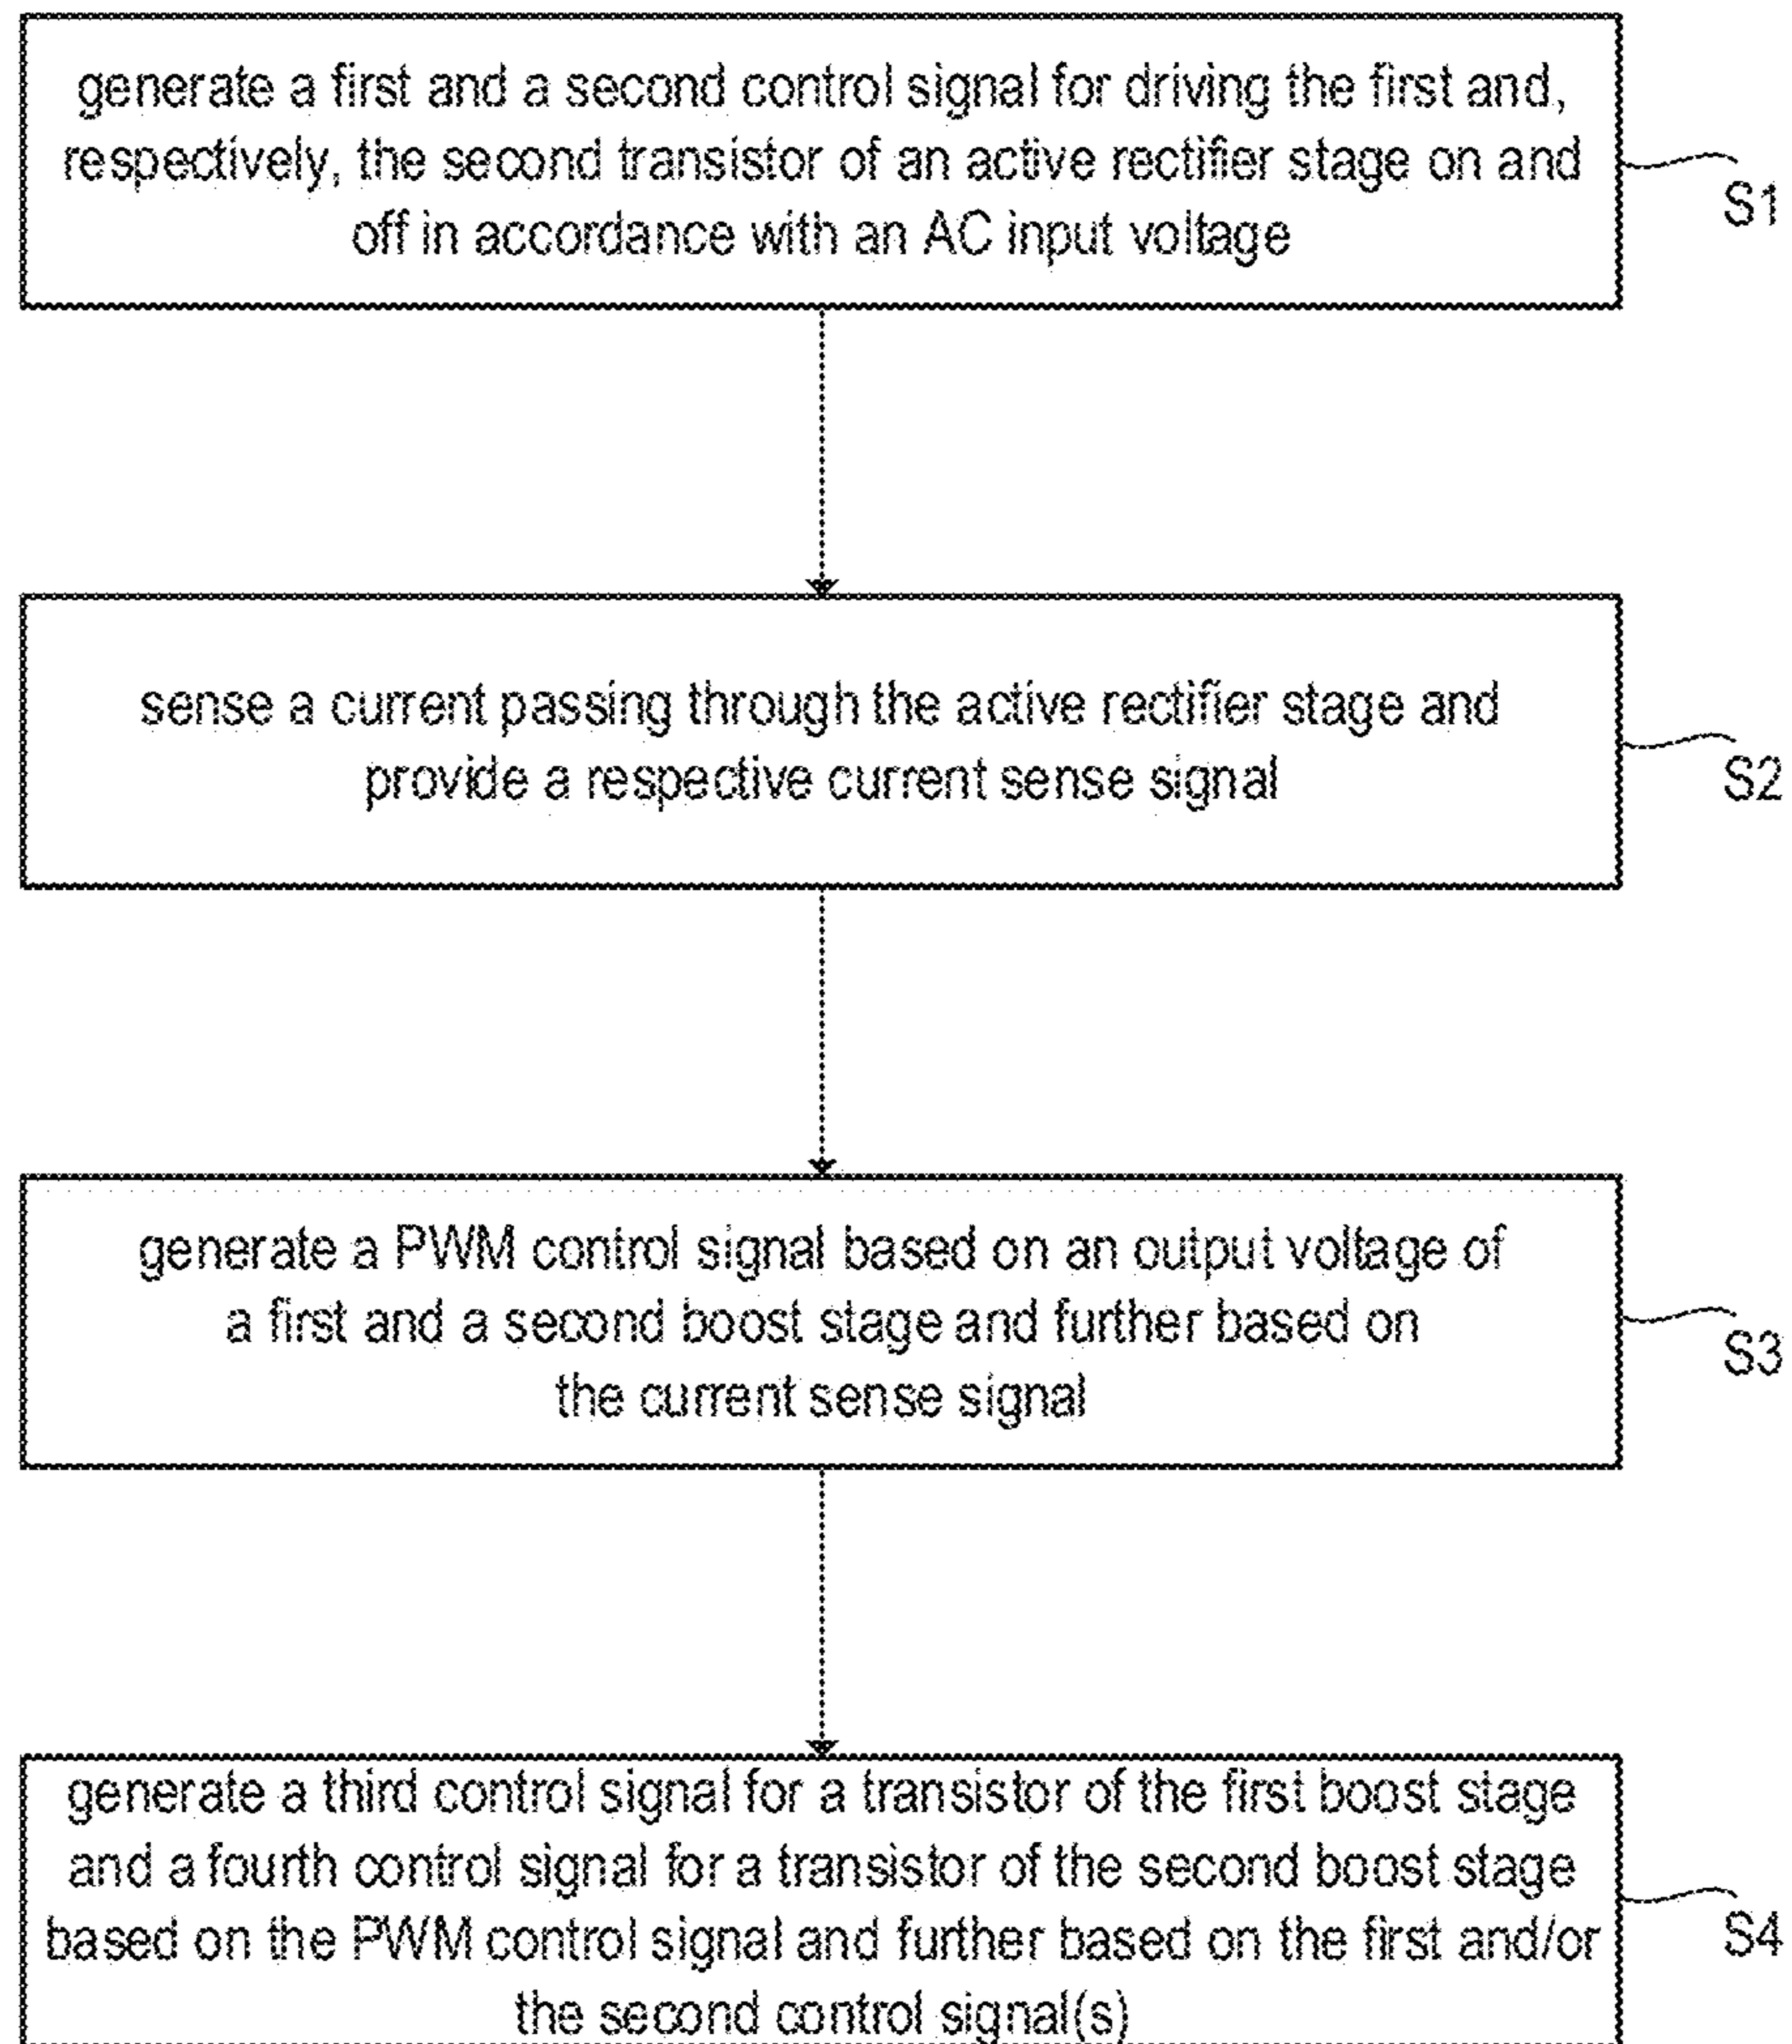 generate a first and a second control signal for driving the first and,
respectively, the second transistor of an active rectifier stage on and
off in accordance with an AC input voltage
S1
sense a current passing through the active rectifier stage and
provide a respective current sense signal
S2
generate a PWM control signal based on an output voltage of
a first and a second boost stage and further based on
the current sense signal
S3
generate a third control signal for a transistor of the first boost stage
and a fourth control signal for a transistor of the second boost stage
based on the PWM control signal and further based on the first and/or
the second control signal(s)
S4